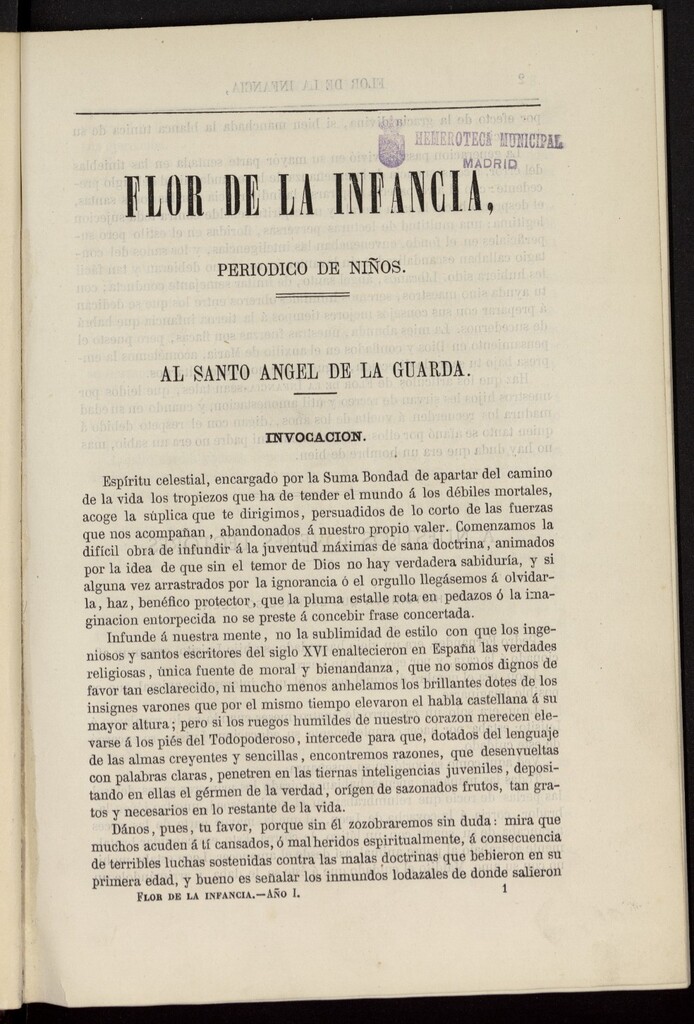 HEMEROTECA MUNICIPAL
MADRID
FLOR DE LA INFANCIA,
PERIODICO DE NIÑOS.
AL SANTO ANGEL DE LA GUARDA.
INVOCACION.
Espíritu celestial, encargado por la Suma Bondad de apartar del camino
de la vida los tropiezos que ha de tender el mundo á los débiles mortales,
acoge la súplica que te dirigimos, persuadidos de lo corto de las fuerzas
que nos acompañan, abandonados á nuestro propio valer. Comenzamos la
difícil obra de infundir á la juventud máximas de sana doctrina, animados
por la idea de que sin el temor de Dios no hay verdadera sabiduría, y si
alguna vez arrastrados por la ignorancia ó el orgullo llegásemos á olvidar-
la, haz, benéfico protector, que la pluma estalle rota en pedazos ó la ima-
ginacion entorpecida no se preste á concebir frase concertada.
Infunde á nuestra mente, no la sublimidad de estilo con que los inge-
niosos y santos escritores del siglo XVI enaltecieron en España las verdades
religiosas, única fuente de moral y bienandanza, que no somos dignos de
favor tan esclarecido, ni mucho menos anhelamos los brillantes dotes de los
insignes varones que por el mismo tiempo elevaron el habla castellana á su
mayor altura; pero si los ruegos humildes de nuestro corazon merecen ele-
varse á los piés del Todopoderoso, intercede para que, dotados del lenguaje
de las almas creyentes y sencillas, encontremos razones, que desenvueltas
con palabras claras, penetren en las tiernas inteligencias juveniles, deposi-
tando en ellas el gérmen de la verdad, orígen de sazonados frutos, tan gra-
tos y necesarios en lo restante de la vida.
Dános, pues, tu favor, porque sin él zozobraremos sin duda: mira que
muchos acuden á tí cansados, ó mal heridos espiritualmente, á consecuencia
de terribles luchas sostenidas contra las malas doctrinas que bebieron en su
primera edad, y bueno es señalar los inmundos lodazales de donde salieron
FLOR DE LA INFANCIA.—AÑO I. 1